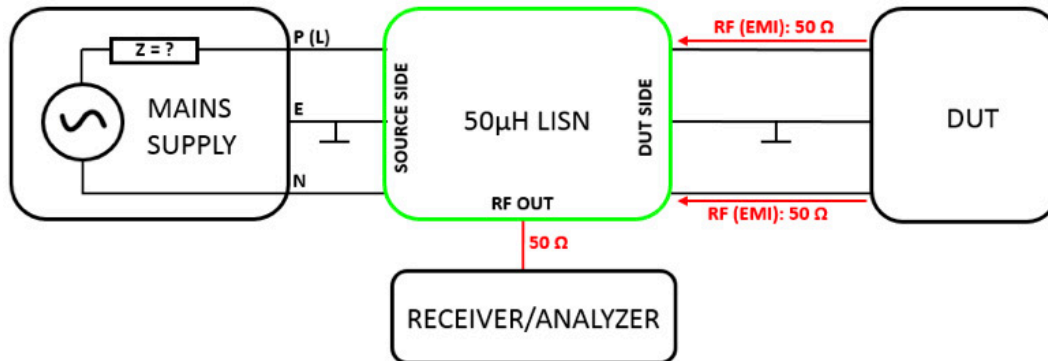 Z = ?
P (L)
MAINS
SUPPLY
E
N
SOURCE SIDE
50µH LISN
DUT SIDE
RF OUT
RF (EMI): 50 Ω
RF (EMI): 50 Ω
DUT
50 Ω
RECEIVER/ANALYZER